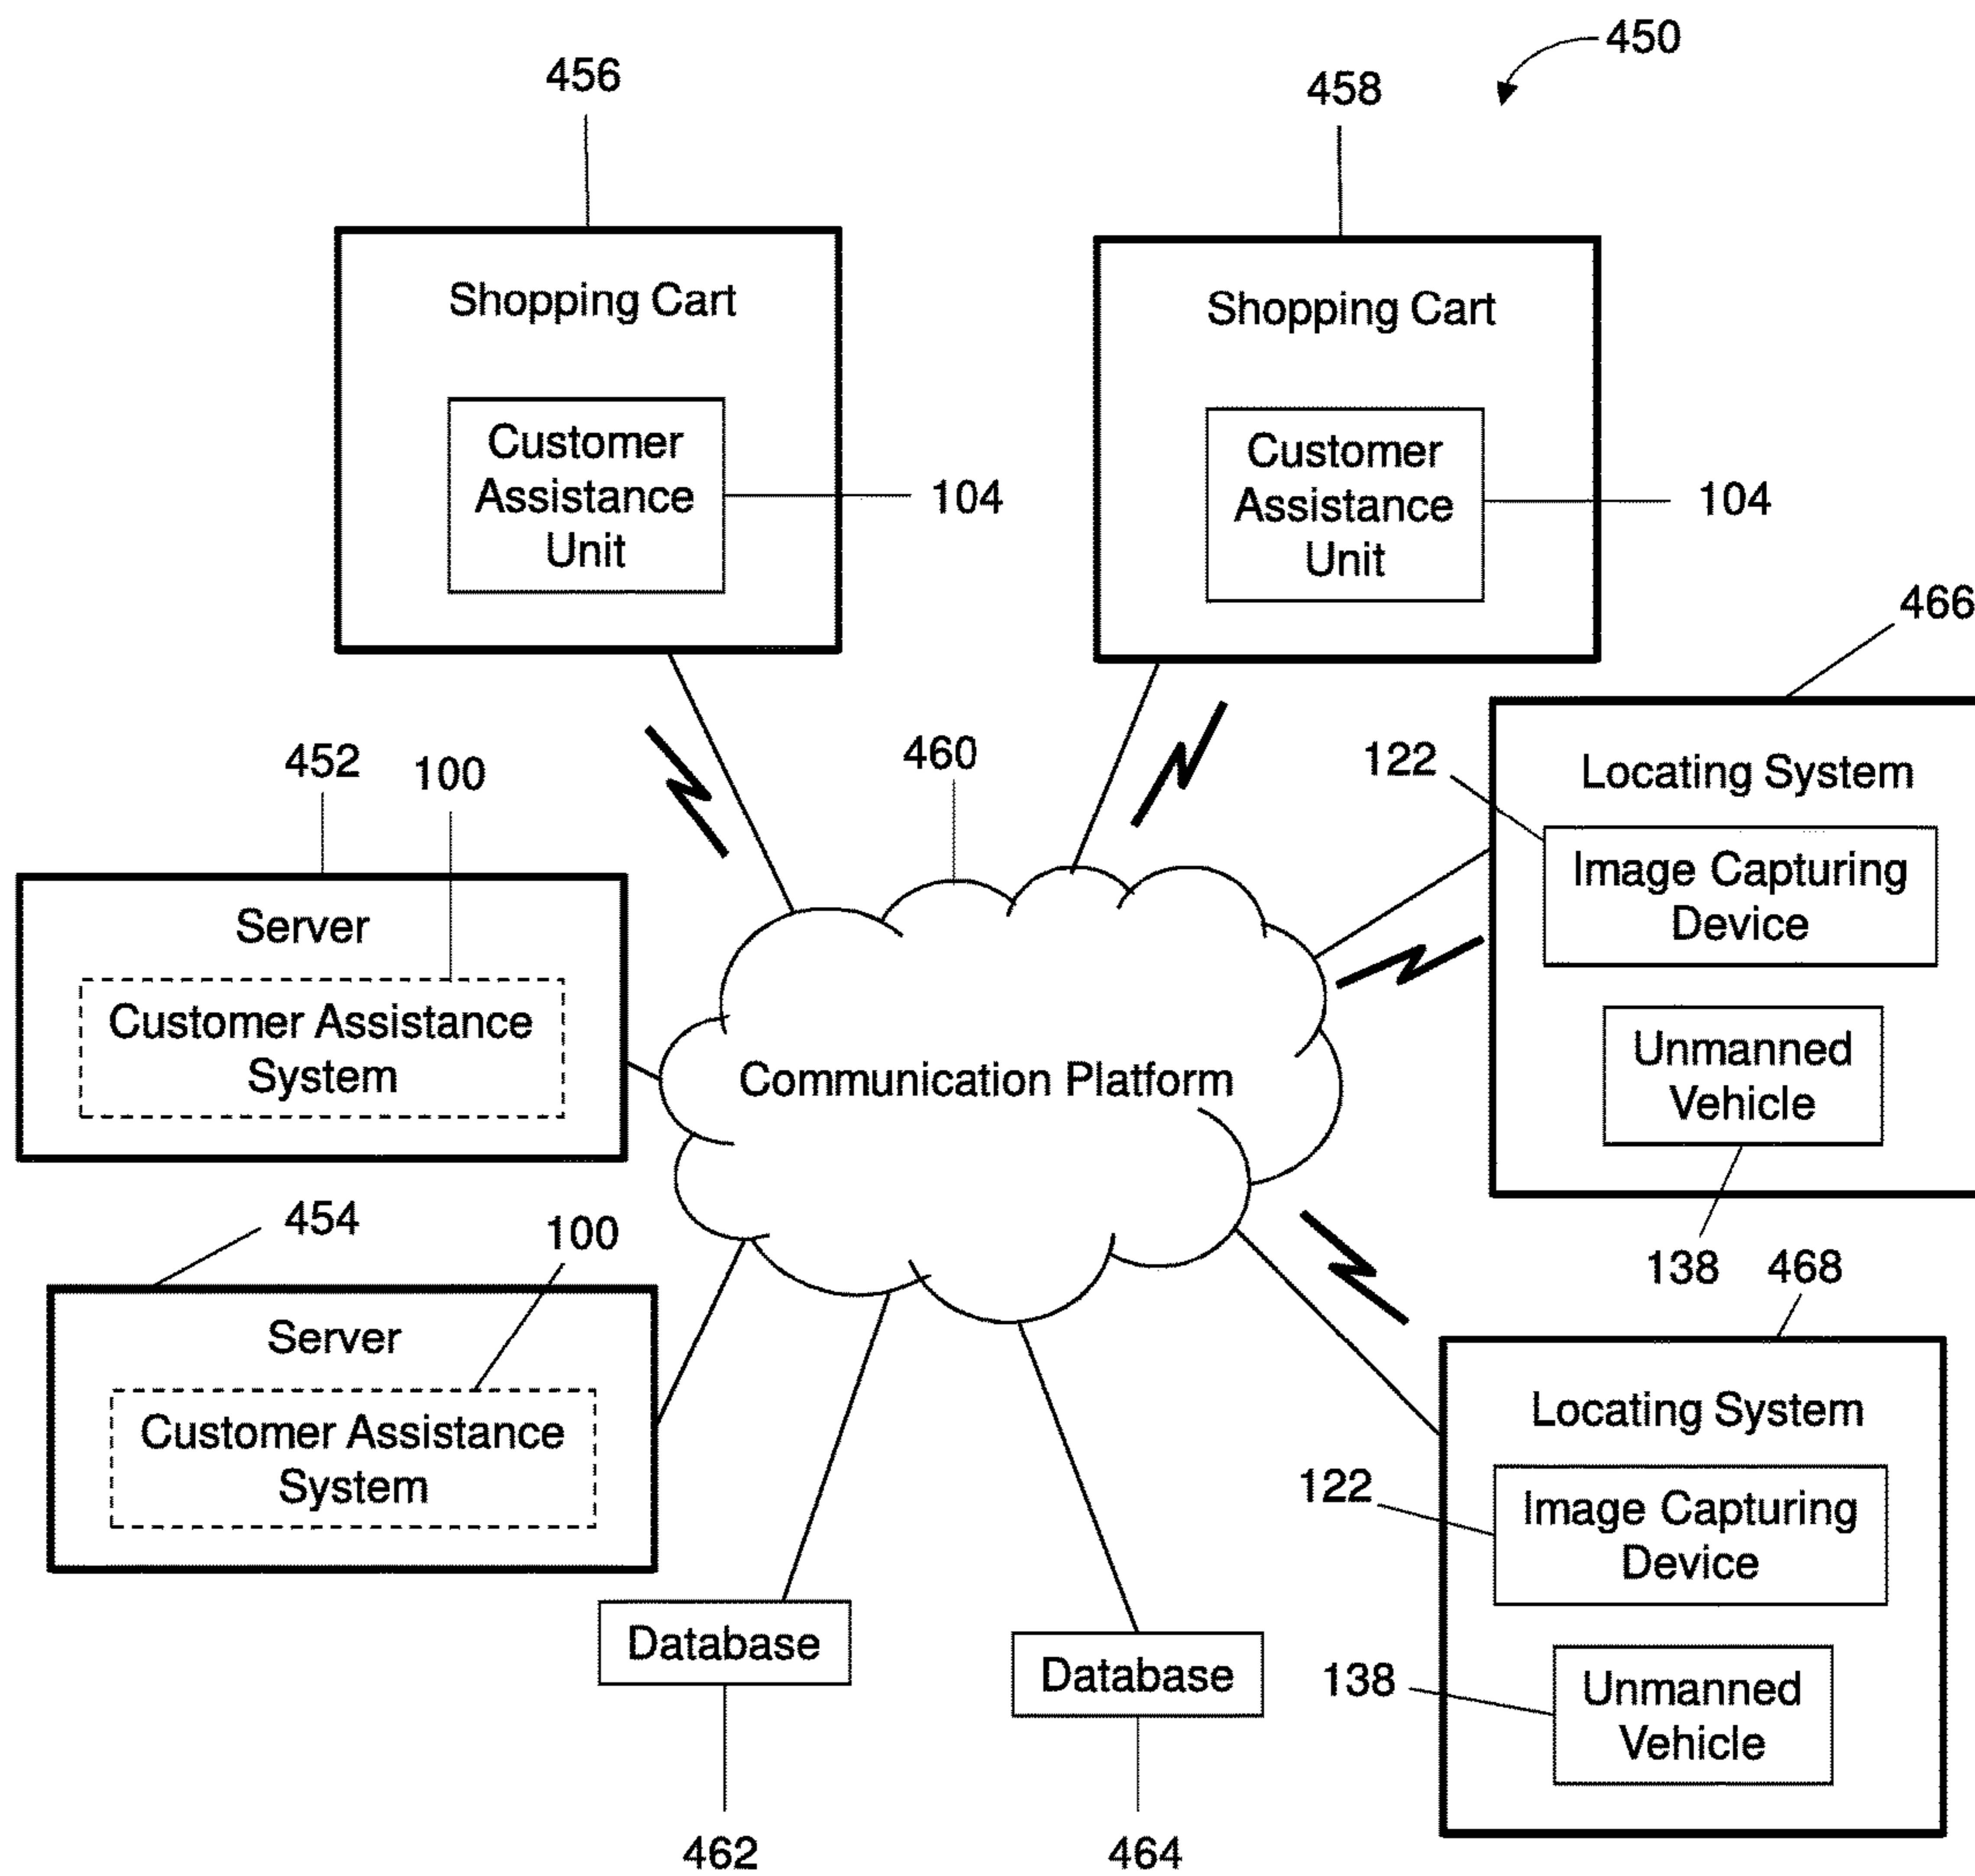 450
456
458
Shopping Cart
Customer
Assistance
Unit
104
Shopping Cart
Customer
Assistance
Unit
104
466
452
100
460
122
Locating System
Image Capturing
Device
Unmanned
Vehicle
138
Server
Customer Assistance
System
Communication Platform
454
100
Server
Customer Assistance
System
468
Locating System
122
Image Capturing
Device
138
Unmanned
Vehicle
Database
462
Database
464